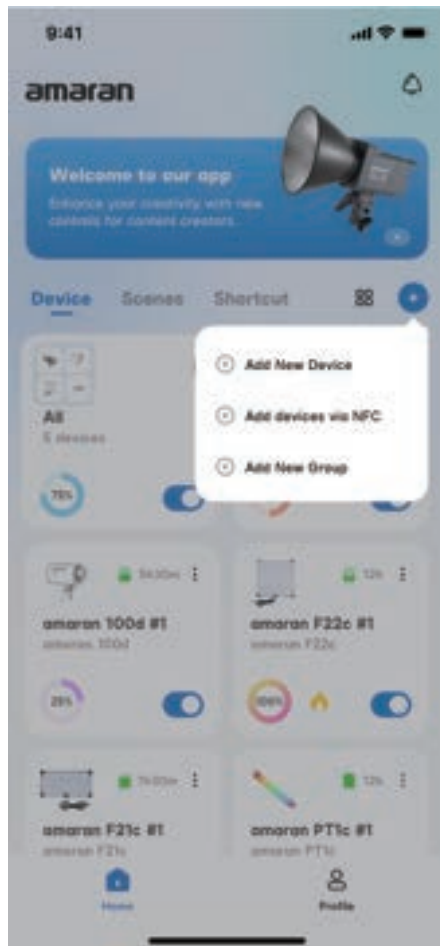 9:41
amaran
Welcome to our app
Enhance your creativity with new
controls for content creators.
Device Scenes Shortcut
Add New Device
Add devices via NFC
Add New Group
All
5 devices
75%
amaran 100d #1
amaran 100d
25%
12h
amaran F22c #1
amaran F22c
100%
amaran F21c #1
amaran F21c
12h
amaran PT1c #1
amaran PT1c
Home
Profile